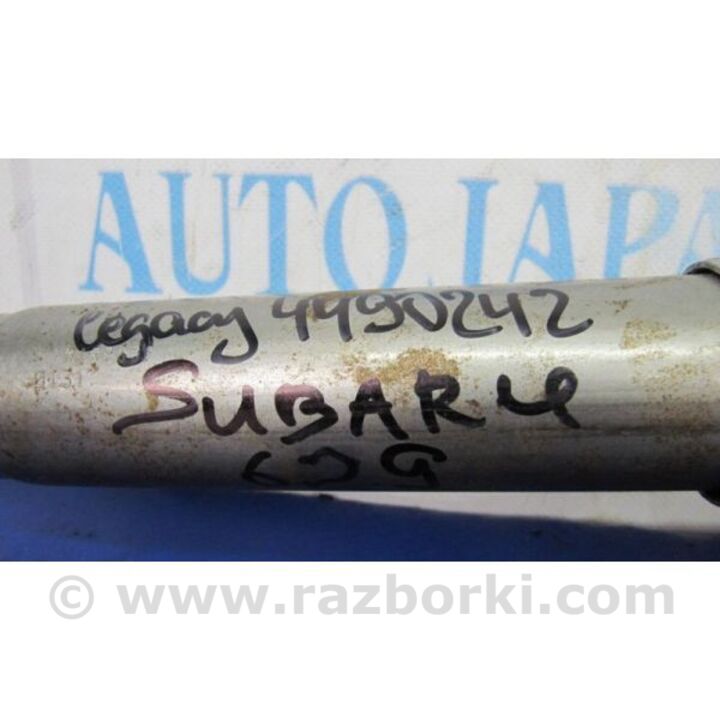 AUTO JAPA
Legacy 4990242
SUBARU
© www.razborki.com